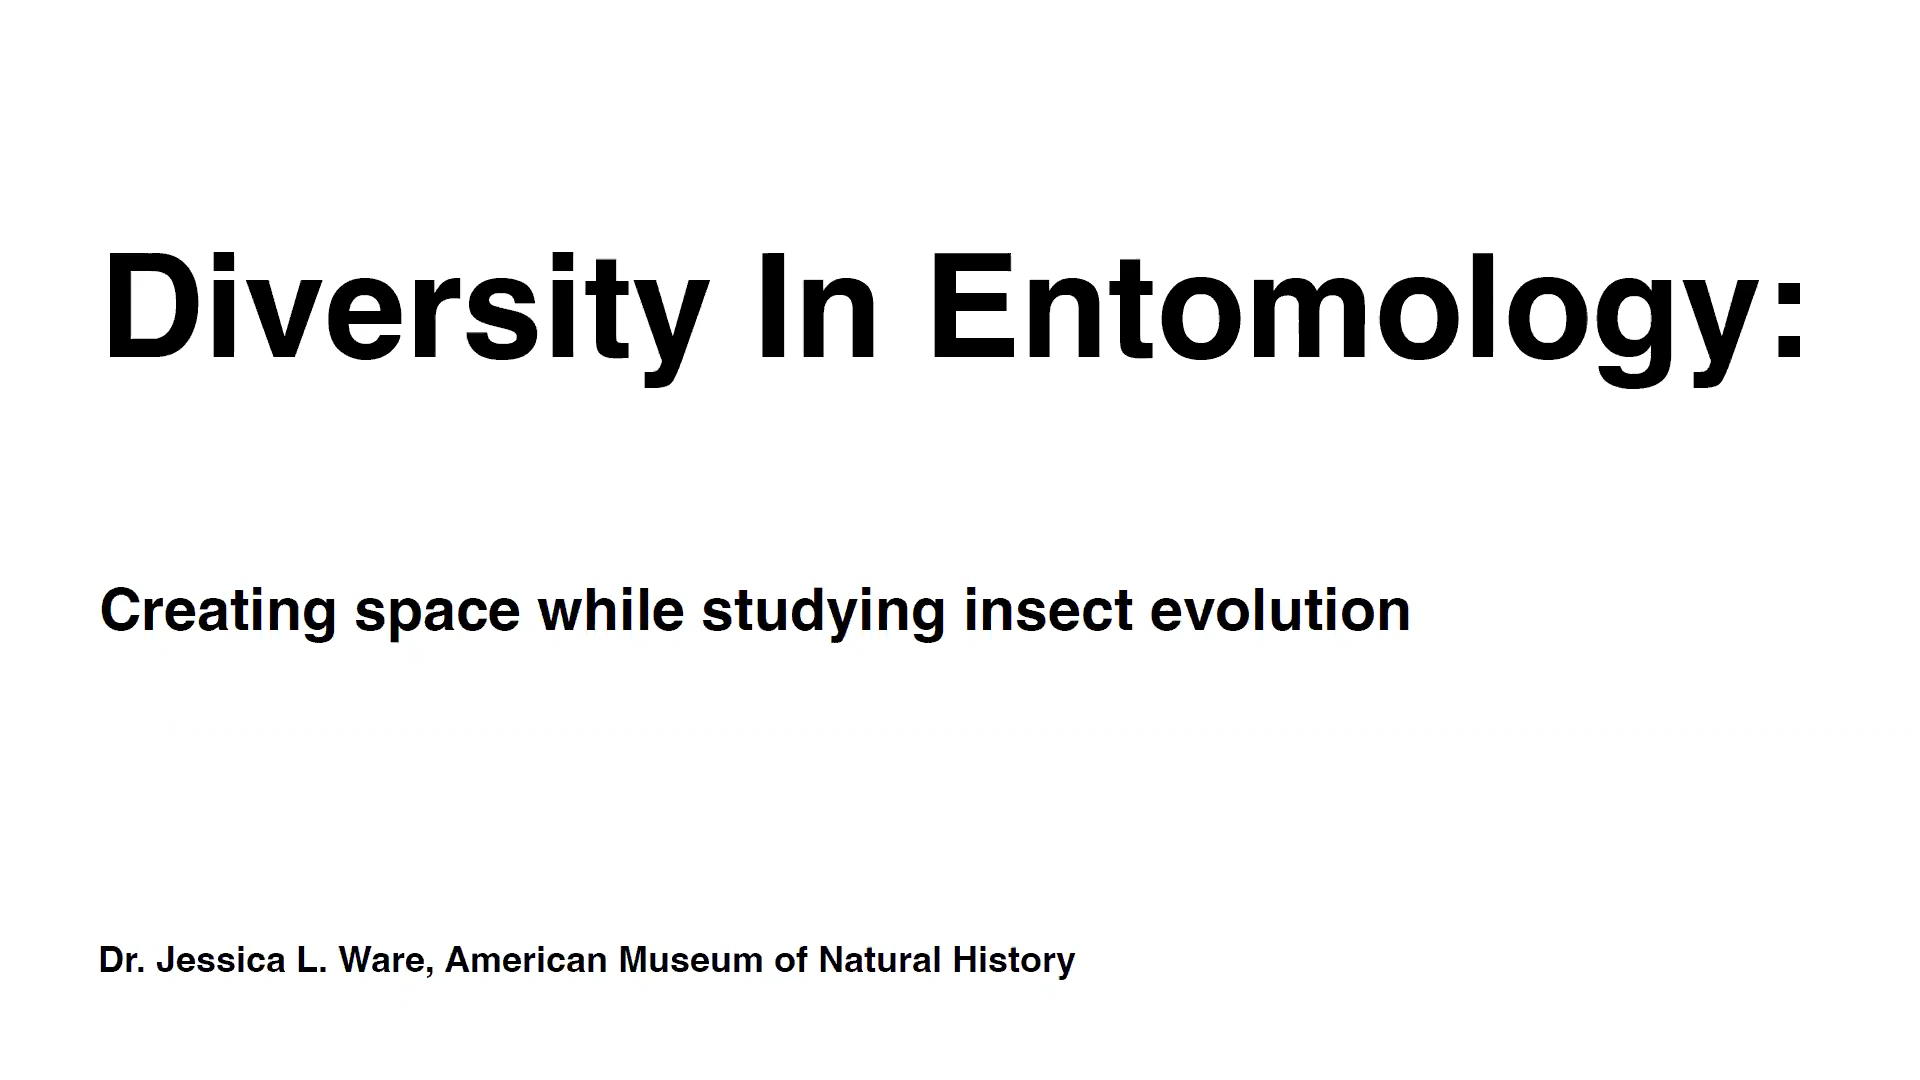 Diversity In Entomology:
Creating space while studying insect evolution
Dr. Jessica L. Ware, American Museum of Natural History